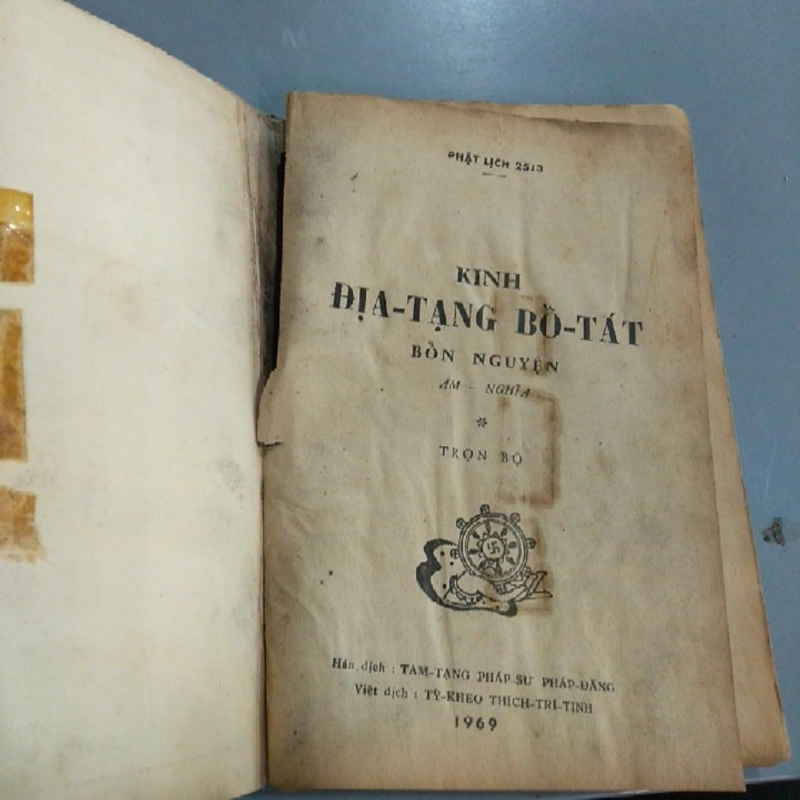 PHẬT LỊCH 2513
KINH
ĐỊA-TẠNG BỒ-TÁT
BỔN NGUYỆN
ÂM – NGHĨA
*
TRỌN BỘ
卐
Hán dịch : TAM-TẠNG PHÁP-SƯ PHÁP-ĐĂNG
Việt dịch : TỲ-KHEO THÍCH-TRÍ-TỊNH
1969